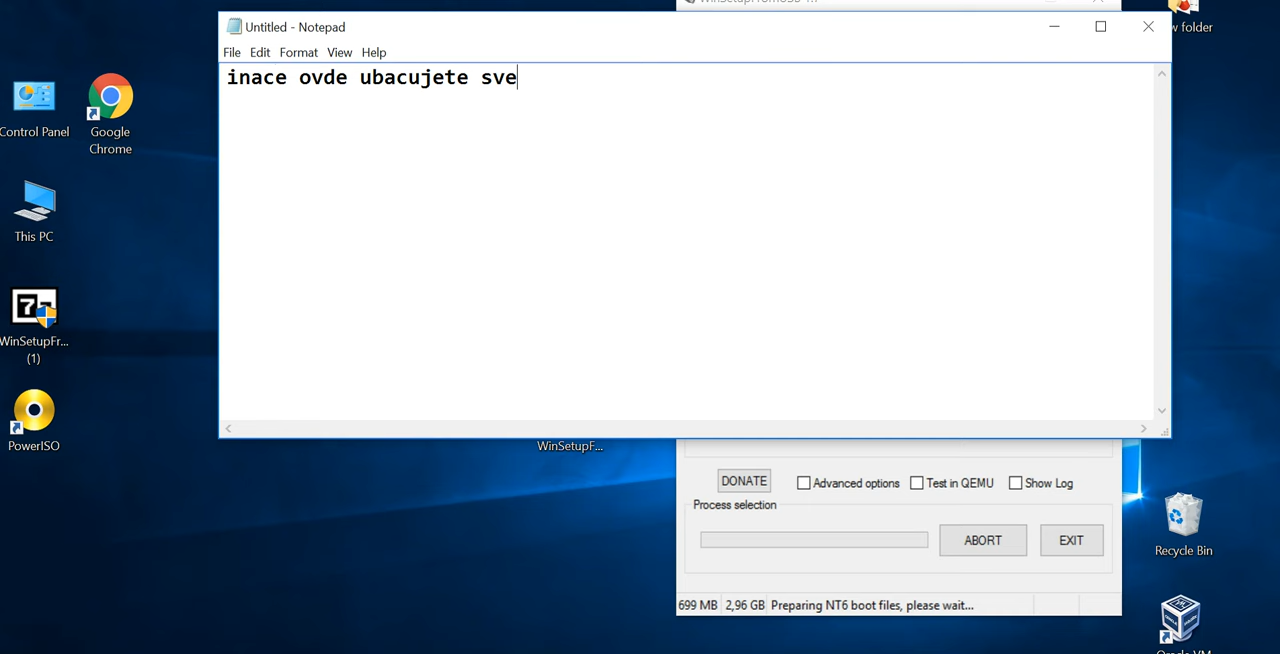 Untitled - Notepad
File Edit Format View Help
inace ovde ubacujete sve
Control Panel
Google
Chrome
This PC
WinSetupFr...
(1)
PowerISO
WinSetupF...
DONATE
Advanced options
Test in QEMU
Show Log
Process selection
ABORT
EXIT
699 MB
2,96 GB
Preparing NT6 boot files, please wait...
folder
Recycle Bin